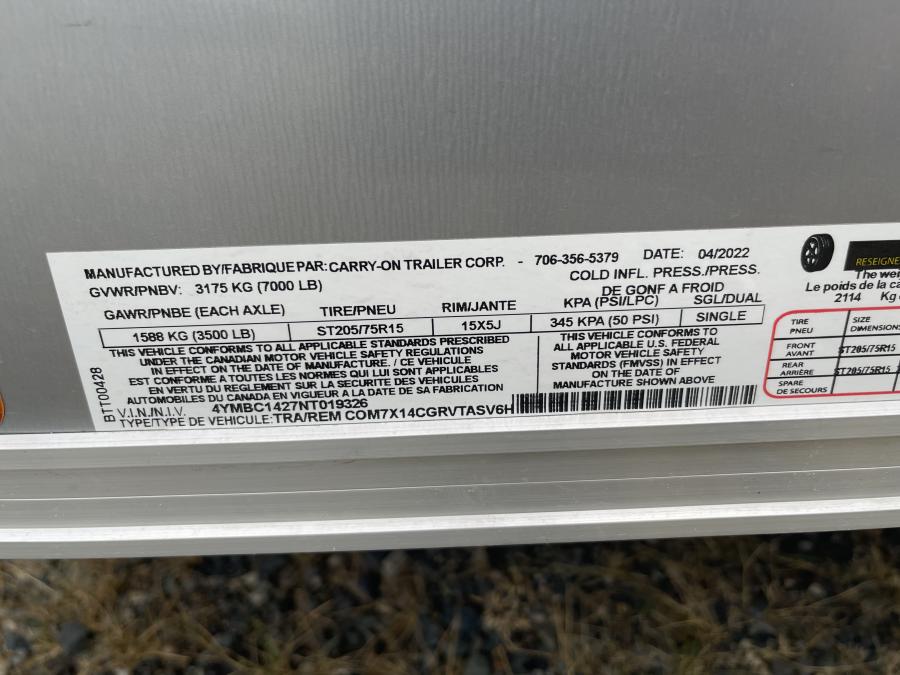 MANUFACTURED BY/FABRIQUE PAR: CARRY-ON TRAILER CORP. - 706-356-5379 DATE: 04/2022
GVWR/PNBV: 3175 KG (7000 LB)
COLD INFL. PRESS./PRESS.
DE GONF A FROID
GAWR/PNBE (EACH AXLE) TIRE/PNEU RIM/JANTE KPA (PSI/LPC) SGL/DUAL
1588 KG (3500 LB) ST205/75R15 15X5J 345 KPA (50 PSI) SINGLE
THIS VEHICLE CONFORMS TO ALL APPLICABLE STANDARDS PRESCRIBED
UNDER THE CANADIAN MOTOR VEHICLE SAFETY REGULATIONS
IN EFFECT ON THE DATE OF MANUFACTURE. / CE VEHICULE
EST CONFORME A TOUTES LES NORMES QUI LUI SONT APPLICABLES
EN VERTU DU REGLEMENT SUR LA SECURITE DES VEHICULES
AUTOMOBILES DU CANADA EN VIGUEUR A LA DATE DE SA FABRICATION
THIS VEHICLE CONFORMS TO
ALL APPLICABLE U.S. FEDERAL
MOTOR VEHICLE SAFETY
STANDARDS (FMVSS) IN EFFECT
ON THE DATE OF
MANUFACTURE SHOWN ABOVE
BTT00428
V.I.N./N.I.V. 4YMBC1427NT019326
TYPE/TYPE DE VEHICULE: TRA/REM COM7X14CGRVTASV6H
RESEIGNE
The wei
Le poids de la ca
2114 Kg
TIRE
PNEU
SIZE
DIMENSIONS
FRONT
AVANT
ST205/75R15
REAR
ARRIÈRE
ST205/75R15
SPARE
DE SECOURS